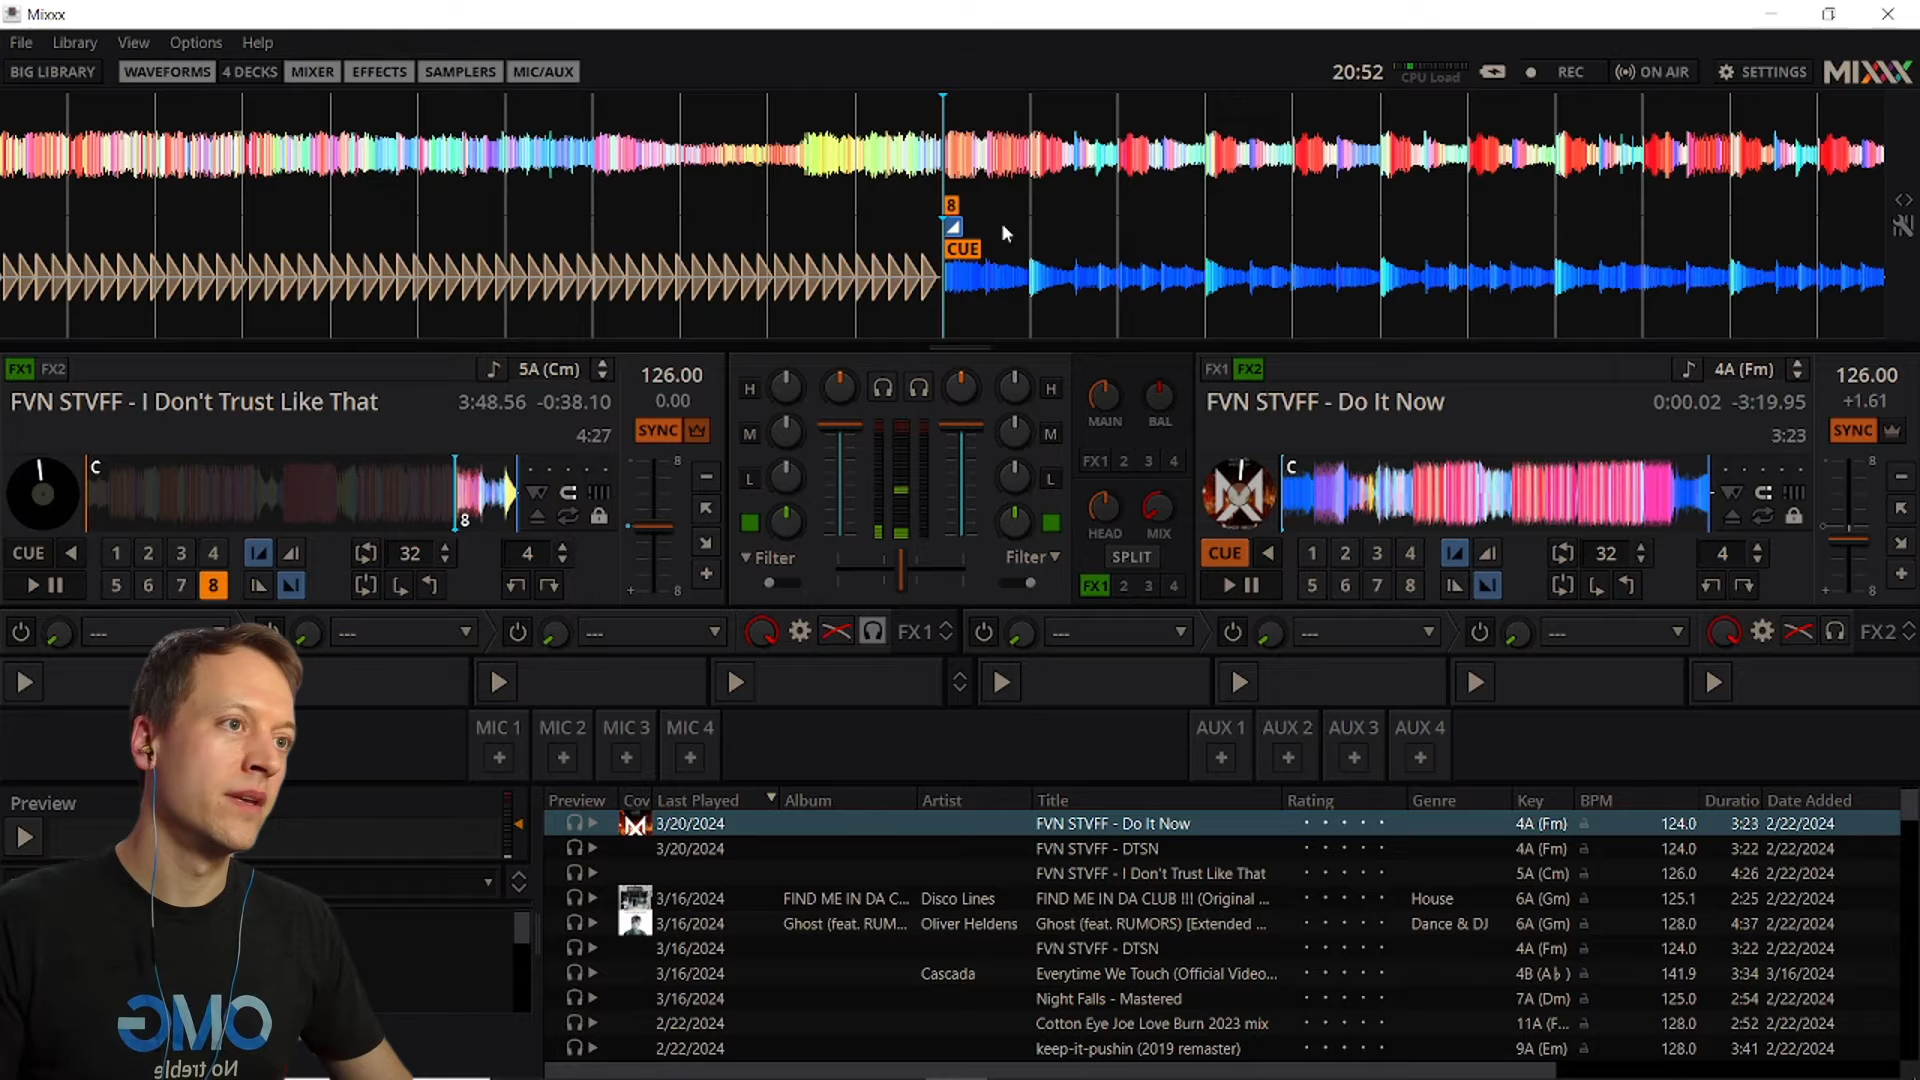 Mixxx
File Library View Options Help
BIG LIBRARY WAVEFORMS 4 DECKS MIXER EFFECTS SAMPLERS MIC/AUX 20:52 CPU Load REC ON AIR SETTINGS MIXXX
8
CUE
FX1 FX2 5A (Cm) 126.00
FVN STVFF - I Don't Trust Like That 3:48.56 -0:38.10 0.00
4:27 SYNC
C 8
8
8
CUE 1 2 3 4 32 4
5 6 7 8
H H
M M
L L
Filter Filter
MAIN BAL
FX1 2 3 4
HEAD MIX
SPLIT
FX1 2 3 4
FX1 FX2 4A (Fm) 126.00
FVN STVFF - Do It Now 0:00.02 -3:19.95 +1.61
3:23 SYNC
C 8
8
CUE 1 2 3 4 32 4
5 6 7 8
--- --- --- FX1 --- --- --- FX2
MIC 1 MIC 2 MIC 3 MIC 4 AUX 1 AUX 2 AUX 3 AUX 4
Preview
Preview Cov Last Played Album Artist Title Rating Genre Key BPM Duratio Date Added
3/20/2024 FVN STVFF - Do It Now 4A (Fm) 124.0 3:23 2/22/2024
3/20/2024 FVN STVFF - DTSN 4A (Fm) 124.0 3:22 2/22/2024
FVN STVFF - I Don't Trust Like That 5A (Cm) 126.0 4:26 2/22/2024
3/16/2024 FIND ME IN DA C... Disco Lines FIND ME IN DA CLUB !!! (Original ... House 6A (Gm) 125.1 2:25 2/22/2024
3/16/2024 Ghost (feat. RUM... Oliver Heldens Ghost (feat. RUMORS) [Extended ... Dance & DJ 6A (Gm) 128.0 4:37 2/22/2024
3/16/2024 FVN STVFF - DTSN 4A (Fm) 124.0 3:22 2/22/2024
3/16/2024 Cascada Everytime We Touch (Official Video... 4B (A♭) 141.9 3:34 3/16/2024
3/16/2024 Night Falls - Mastered 7A (Dm) 125.0 2:54 2/22/2024
2/22/2024 Cotton Eye Joe Love Burn 2023 mix 11A (F... 128.0 2:52 2/22/2024
2/22/2024 keep-it-pushin (2019 remaster) 9A (Em) 128.0 3:41 2/22/2024
OMG
No treble